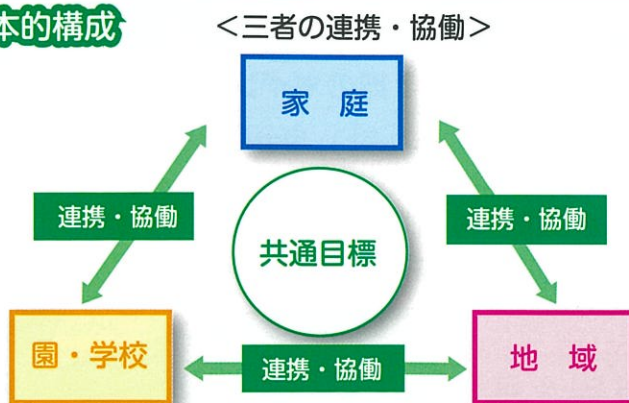 本的構成
＜三者の連携・協働＞
家 庭
連携・協働
連携・協働
共通目標
園・学校
連携・協働
地 域